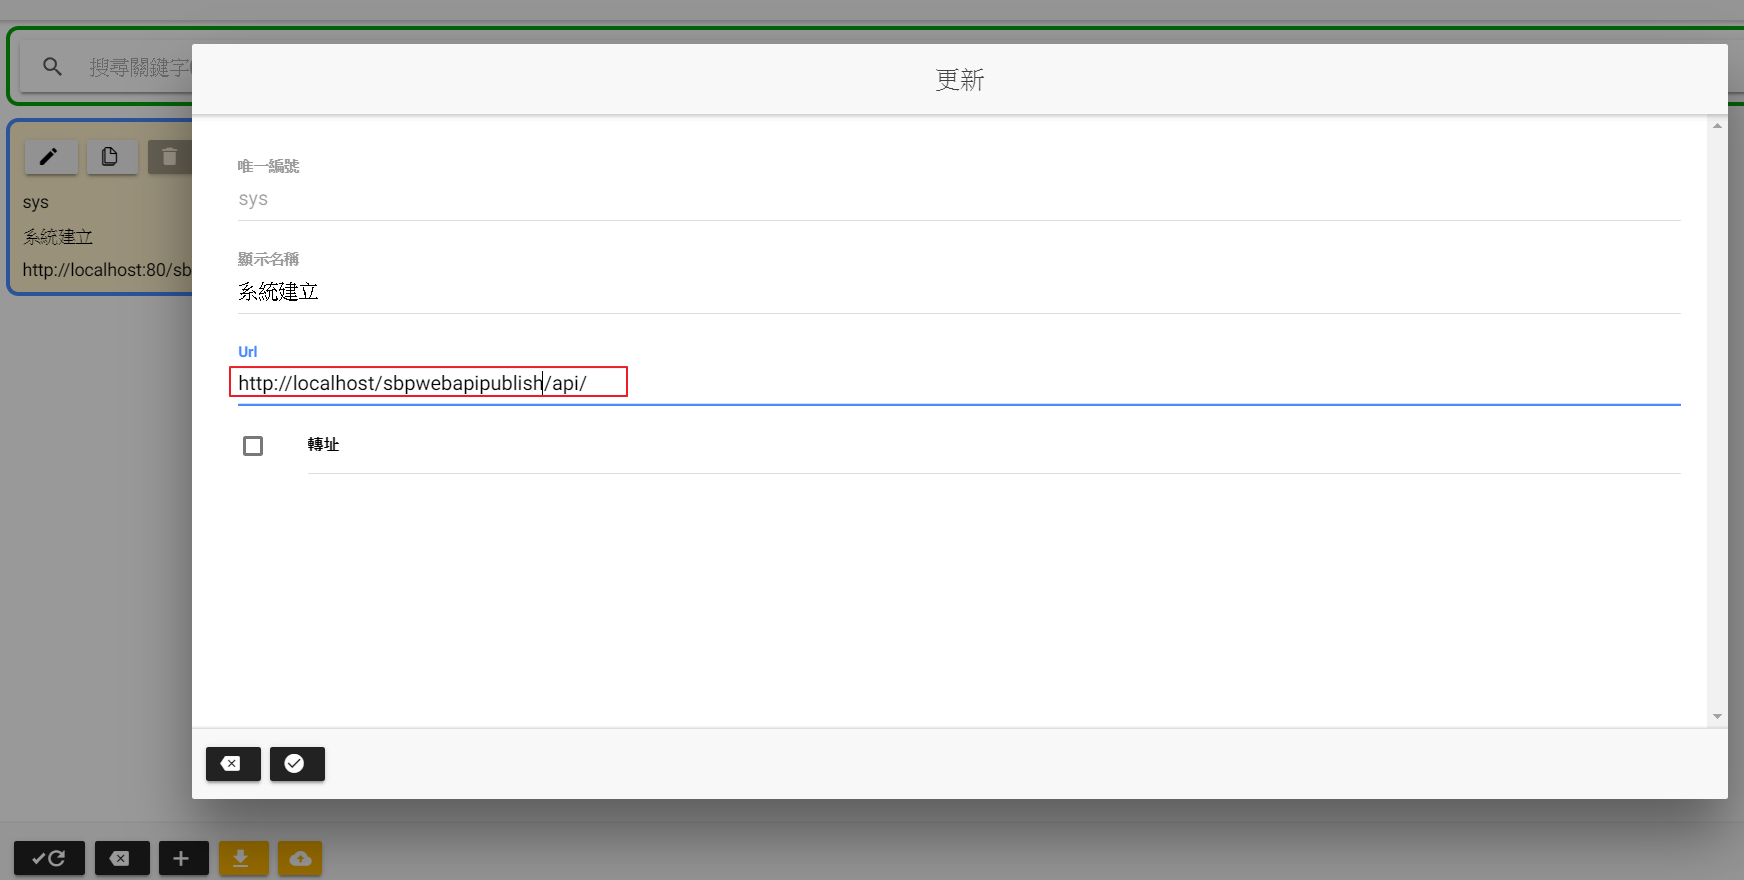 搜尋關鍵字
更新
sys
系統建立
http://localhost:80/sb
唯一編號
sys
顯示名稱
系統建立
Url
http://localhost/sbpwebapipublish/api/
轉址